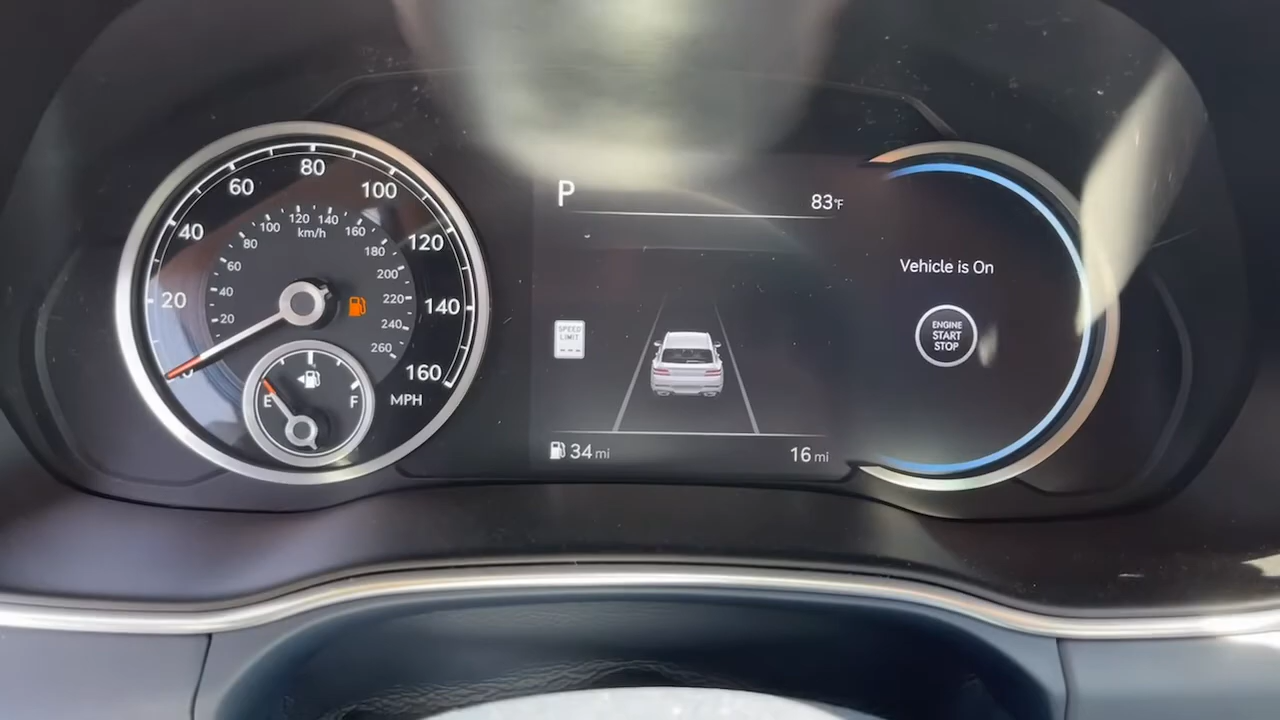 20
40
60
80
100
120
140
160
MPH
20
40
60
80
100
120
140
160
180
200
220
240
260
km/h
E
F
P
83°F
SPEED
LIMIT
---
34 mi
16 mi
Vehicle is On
ENGINE
START
STOP